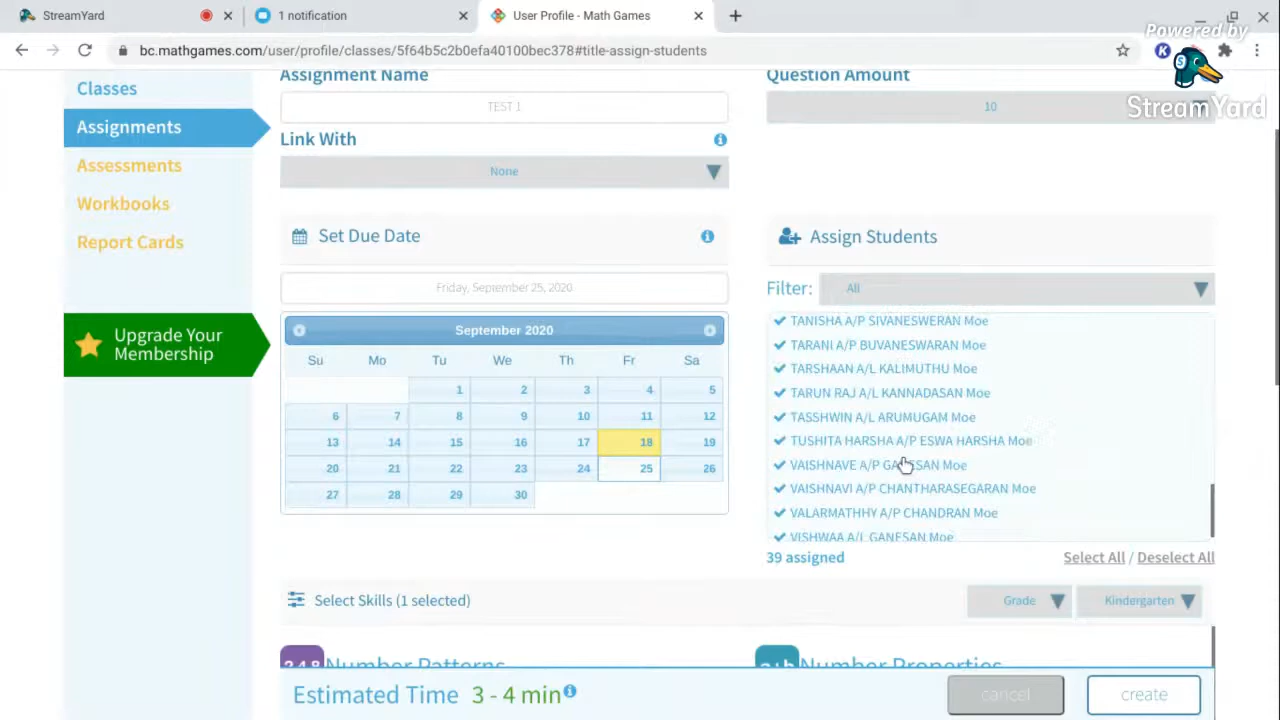 StreamYard
1 notification
User Profile - Math Games
bc.mathgames.com/user/profile/classes/5f64b5c2b0efa40100bec378#title-assign-students
Powered by
StreamYard
Classes
Assignments
Assessments
Workbooks
Report Cards
Upgrade Your
Membership
Assignment Name
TEST 1
Question Amount
10
Link With
None
Set Due Date
Friday, September 25, 2020
September 2020
Su Mo Tu We Th Fr Sa
1 2 3 4 5
6 7 8 9 10 11 12
13 14 15 16 17 18 19
20 21 22 23 24 25 26
27 28 29 30
Assign Students
Filter: All
TANISHA A/P SIVANESWERAN Moe
TARANI A/P BUVANESWARAN Moe
TARSHAAN A/L KALIMUTHU Moe
TARUN RAJ A/L KANNADASAN Moe
TASSHWIN A/L ARUMUGAM Moe
TUSHITA HARSHA A/P ESWA HARSHA Moe
VAISHNAVE A/P GANESAN Moe
VAISHNAVI A/P CHANTHARASEGARAN Moe
VALARMATHHY A/P CHANDRAN Moe
VISHWAA A/L GANESAN Moe
39 assigned
Select All / Deselect All
Select Skills (1 selected)
Grade
Kindergarten
Number Patterns
a+b Number Properties
Estimated Time 3 - 4 min
cancel
create